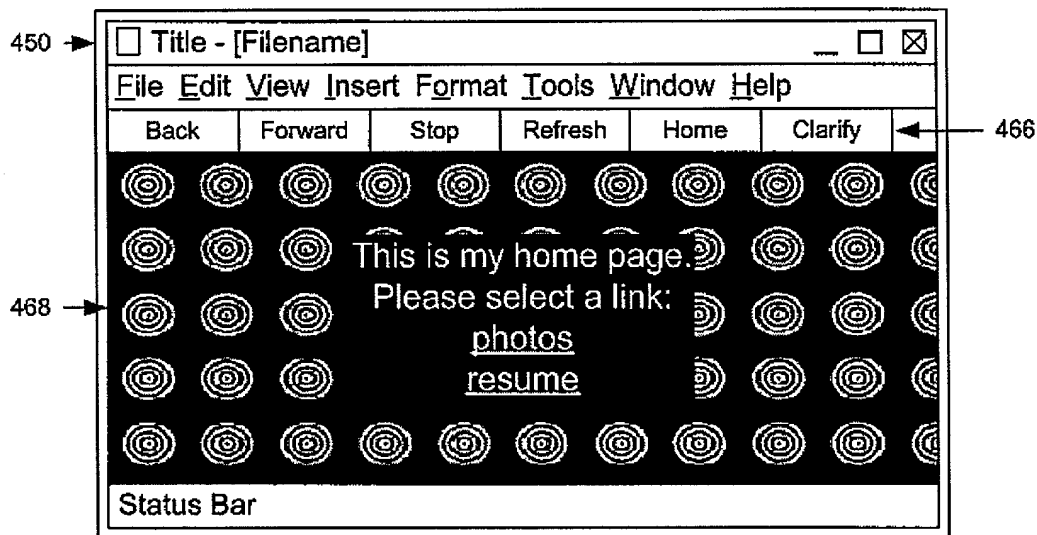 450
Title - [Filename]
File Edit View Insert Format Tools Window Help
Back Forward Stop Refresh Home Clarify
466
This is my home page.
Please select a link:
468
photos
resume
Status Bar